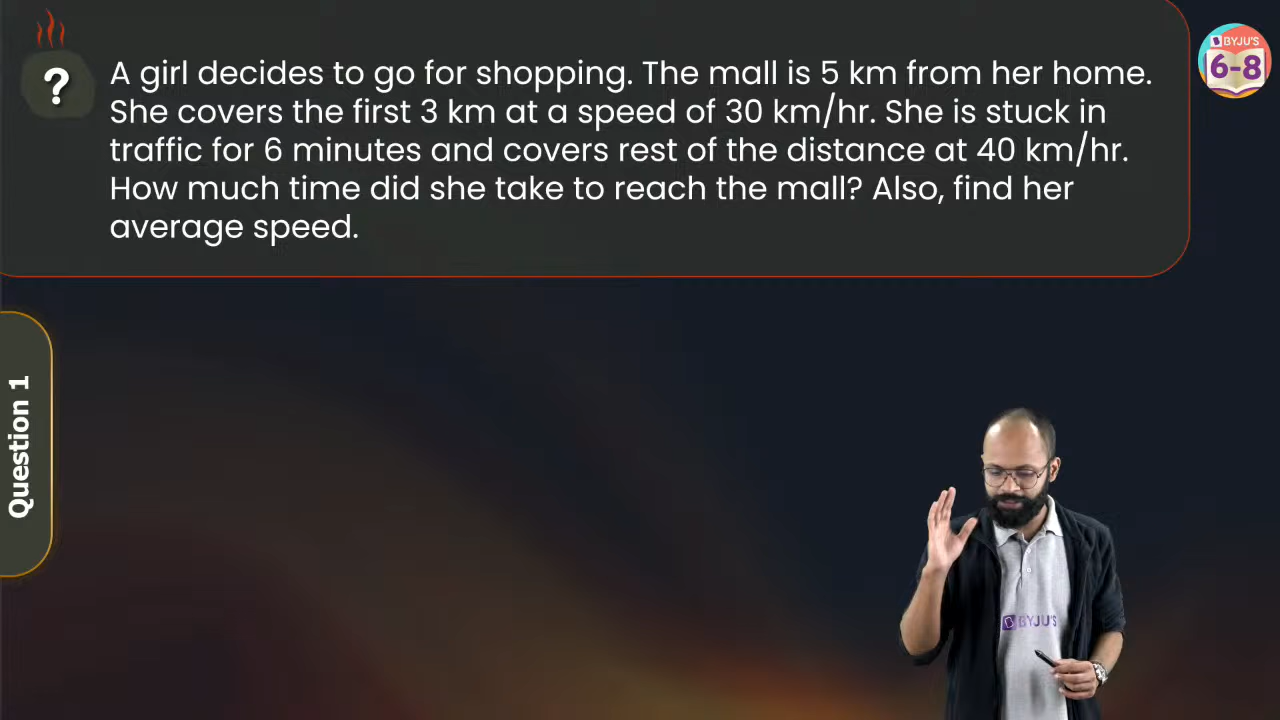 ?
A girl decides to go for shopping. The mall is 5 km from her home.
She covers the first 3 km at a speed of 30 km/hr. She is stuck in
traffic for 6 minutes and covers rest of the distance at 40 km/hr.
How much time did she take to reach the mall? Also, find her
average speed.
BYJU'S
6-8
Question 1
BYJU'S